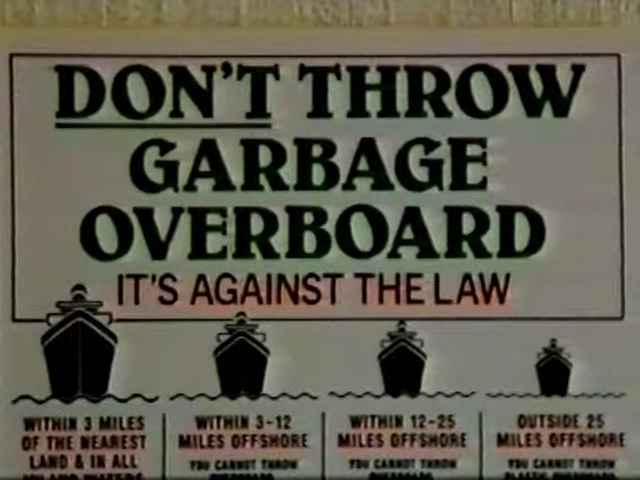 DON'T THROW
GARBAGE
OVERBOARD
IT'S AGAINST THE LAW
WITHIN 3 MILES
OF THE NEAREST
LAND & IN ALL
WITHIN 3-12
MILES OFFSHORE
YOU CANNOT THROW
WITHIN 12-25
MILES OFFSHORE
YOU CANNOT THROW
OUTSIDE 25
MILES OFFSHORE
YOU CANNOT THROW